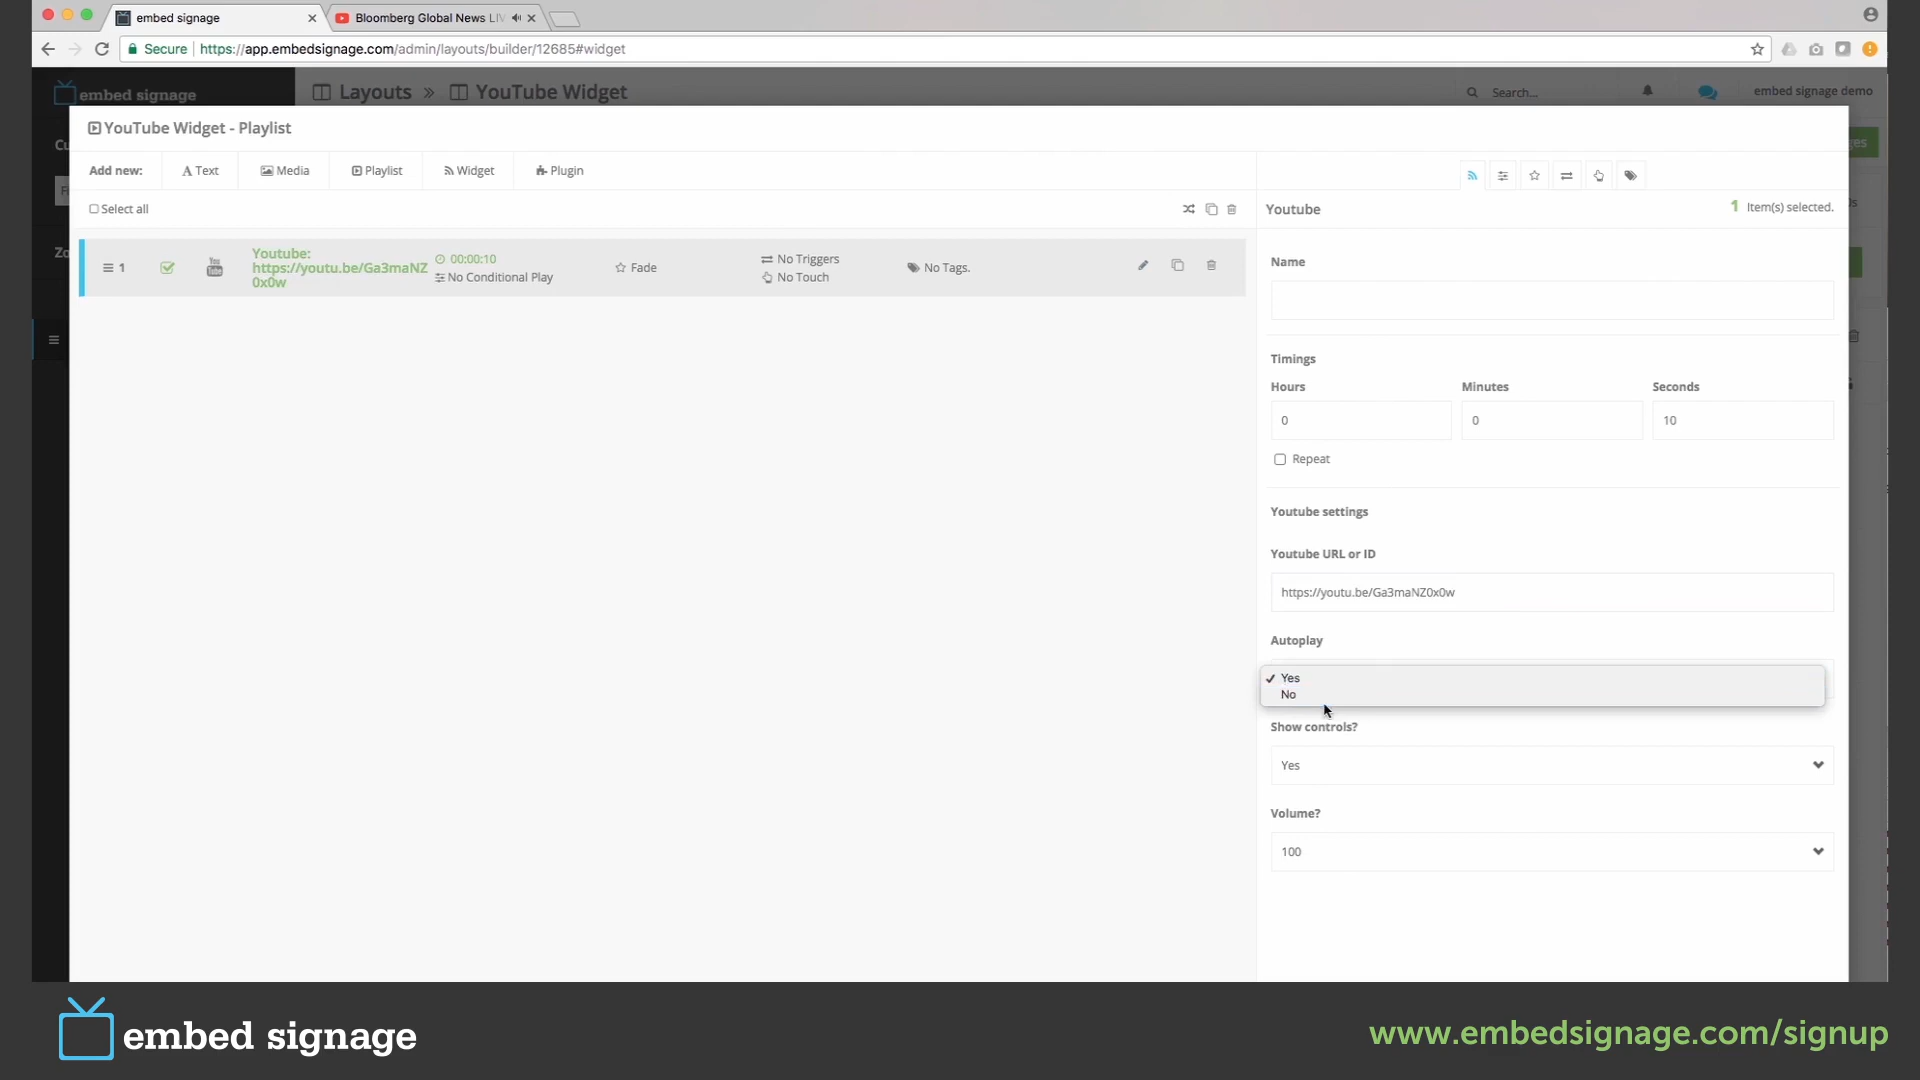 embed signage
Bloomberg Global News LIV
Secure https://app.embedsignage.com/admin/layouts/builder/12685#widget
embed signage
Layouts » YouTube Widget
Search...
embed signage demo
YouTube Widget - Playlist
Add new:
Text
Media
Playlist
Widget
Plugin
Select all
Youtube
1 Item(s) selected.
1
You Tube
Youtube:
https://youtu.be/Ga3maNZ
0x0w
00:00:10
No Conditional Play
Fade
No Triggers
No Touch
No Tags.
Name
Timings
Hours Minutes Seconds
0 0 10
Repeat
Youtube settings
Youtube URL or ID
https://youtu.be/Ga3maNZ0x0w
Autoplay
✓ Yes
No
Show controls?
Yes
Volume?
100
embed signage
www.embedsignage.com/signup